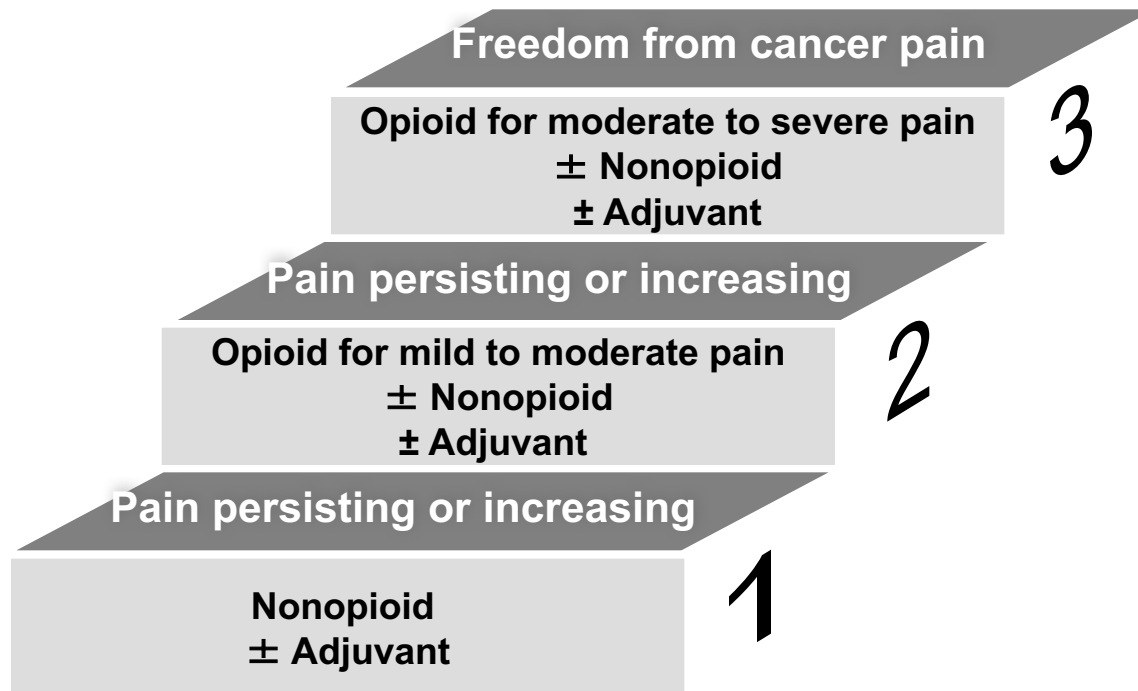 Freedom from cancer pain
Opioid for moderate to severe pain
± Nonopioid
± Adjuvant
3
Pain persisting or increasing
Opioid for mild to moderate pain
± Nonopioid
± Adjuvant
2
Pain persisting or increasing
Nonopioid
± Adjuvant
1